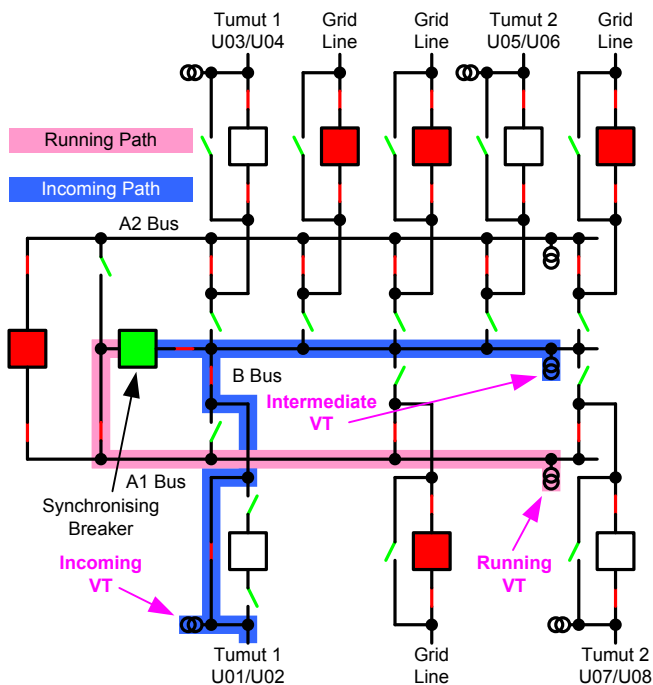 Tumut 1
U03/U04
Grid
Line
Grid
Line
Tumut 2
U05/U06
Grid
Line
Running Path
Incoming Path
A2 Bus
B Bus
Intermediate
VT
A1 Bus
Synchronising
Breaker
Incoming
VT
Running
VT
Tumut 1
U01/U02
Grid
Line
Tumut 2
U07/U08